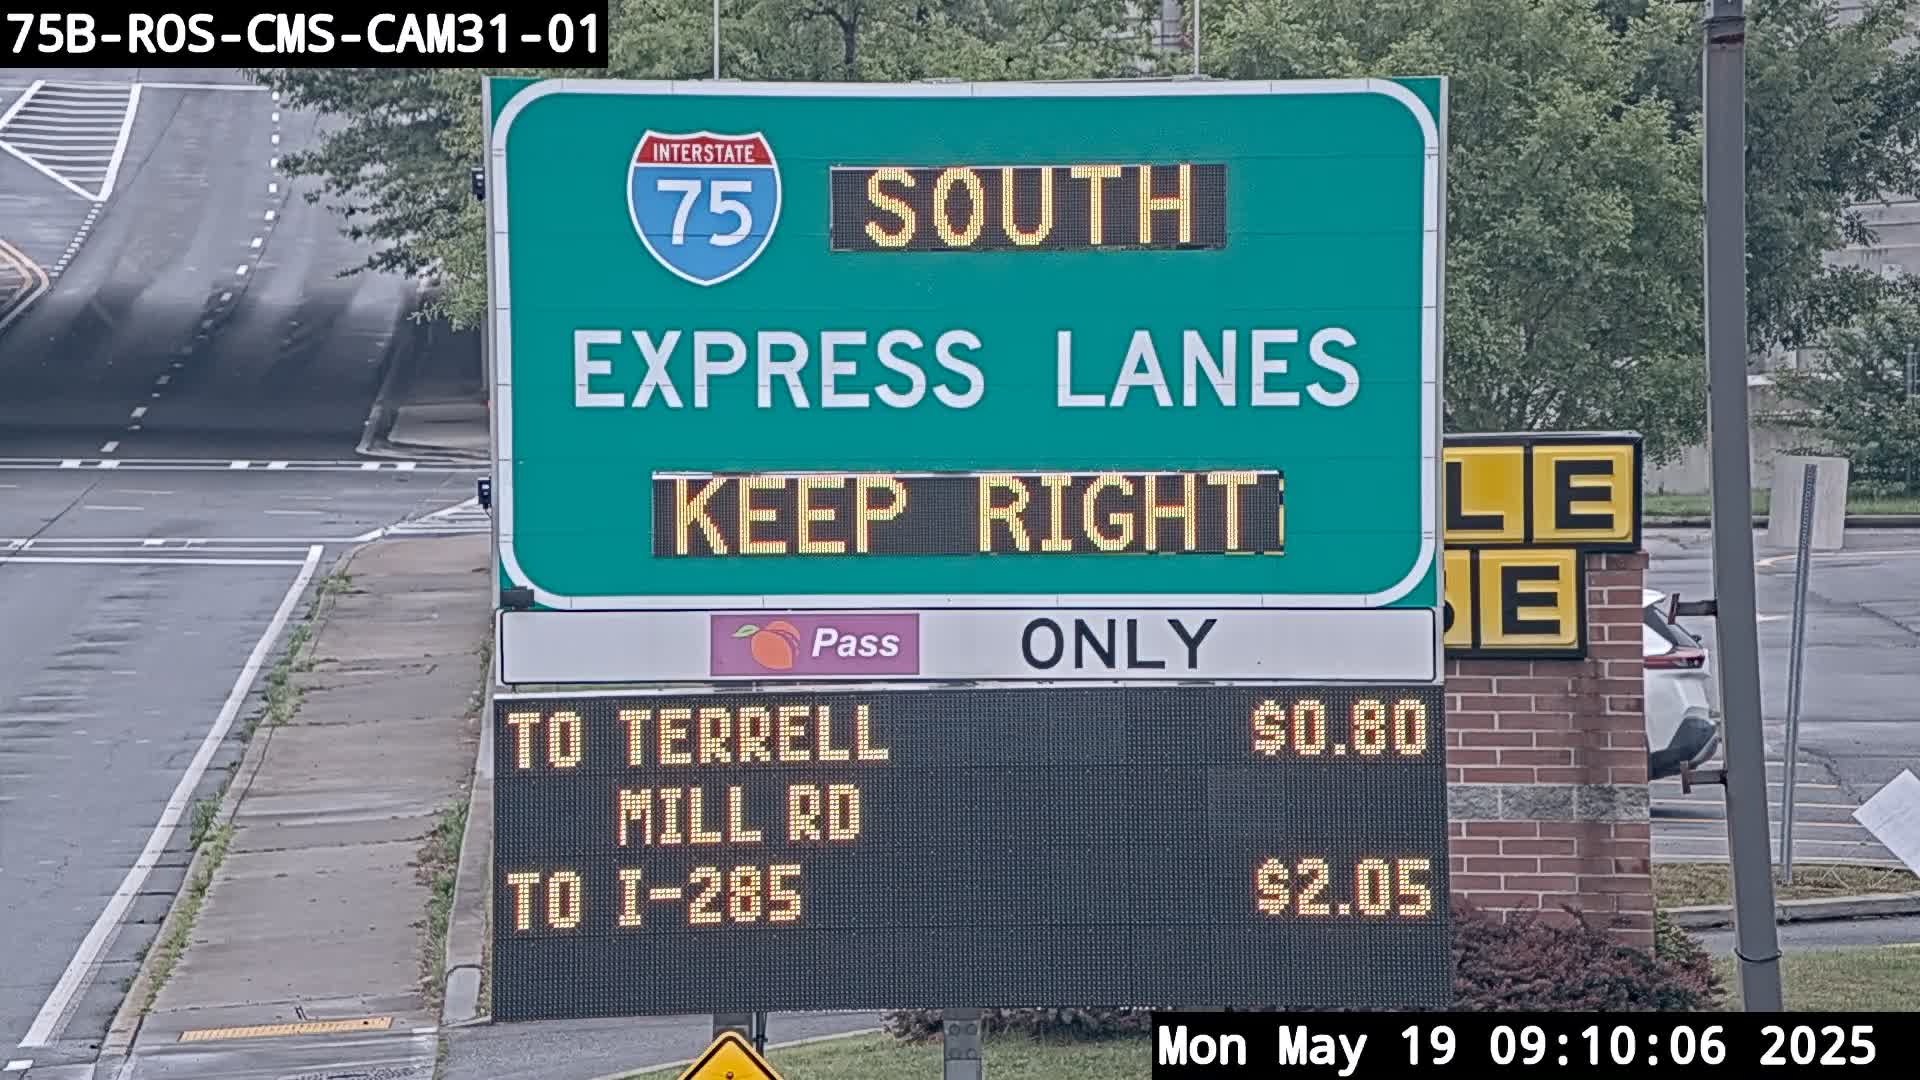 75B-ROS-CMS-CAM31-01
INTERSTATE
75
SOUTH
EXPRESS LANES
KEEP RIGHT
Pass ONLY
LE
E
TO TERRELL $0.80
MILL RD
TO I-285 $2.05
Mon May 19 09:10:06 2025